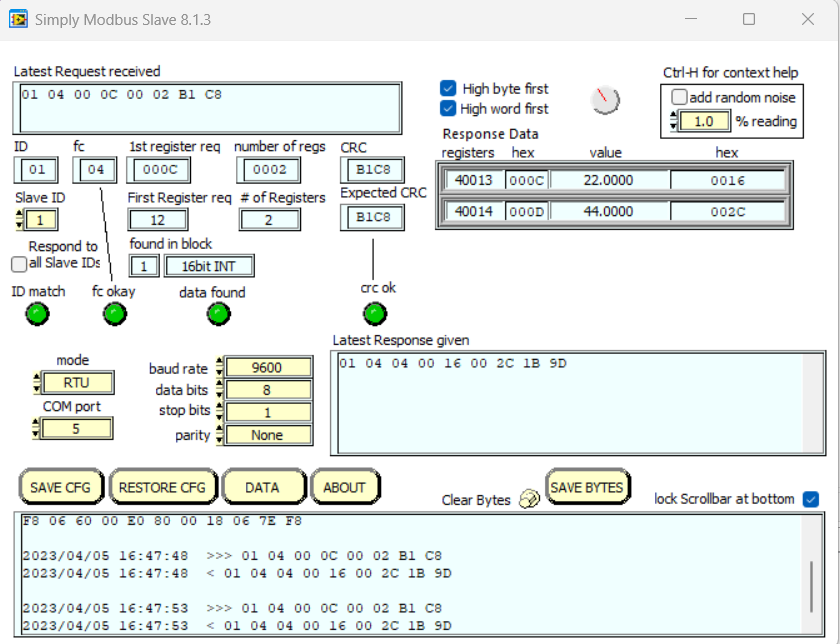 Simply Modbus Slave 8.1.3
Latest Request received
01 04 00 0C 00 02 B1 C8
High byte first
High word first
Ctrl-H for context help
add random noise
1.0 % reading
ID fc 1st register req number of regs CRC
01 04 000C 0002 B1C8
Slave ID First Register req # of Registers Expected CRC
1 12 2 B1C8
Respond to
all Slave IDs
found in block
1 16bit INT
ID match fc okay data found crc ok
Response Data
registers hex value hex
40013 000C 22.0000 0016
40014 000D 44.0000 002C
mode
RTU
COM port
5
baud rate 9600
data bits 8
stop bits 1
parity None
Latest Response given
01 04 04 00 16 00 2C 1B 9D
SAVE CFG RESTORE CFG DATA ABOUT
Clear Bytes SAVE BYTES lock Scrollbar at bottom
F8 06 60 00 E0 80 00 18 06 7E F8
2023/04/05 16:47:48 >>> 01 04 00 0C 00 02 B1 C8
2023/04/05 16:47:48 < 01 04 04 00 16 00 2C 1B 9D
2023/04/05 16:47:53 >>> 01 04 00 0C 00 02 B1 C8
2023/04/05 16:47:53 < 01 04 04 00 16 00 2C 1B 9D